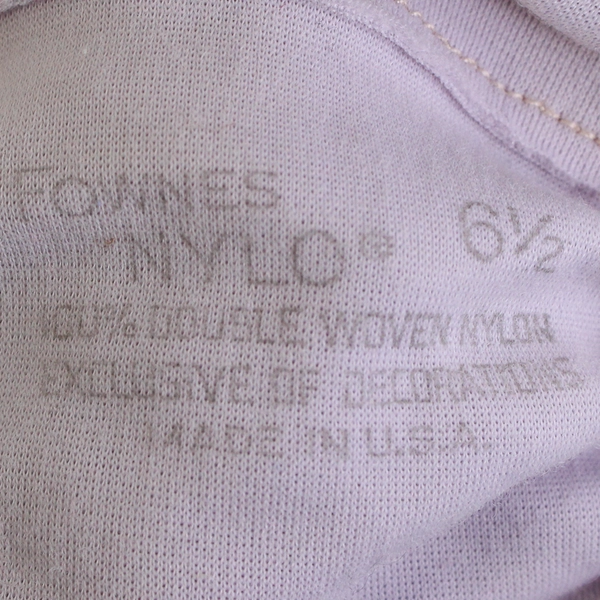 FOWNES
NYLO® 6½
100% DOUBLE WOVEN NYLON
EXCLUSIVE OF DECORATIONS
MADE IN U.S.A.